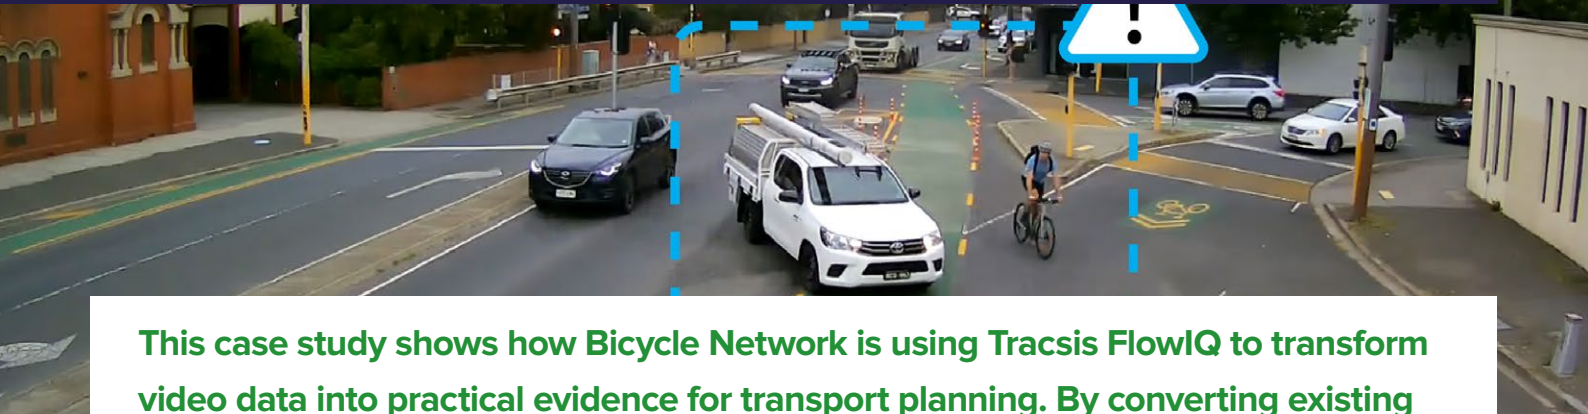 This case study shows how Bicycle Network is using Tracsis FlowIQ to transform
video data into practical evidence for transport planning. By converting existing